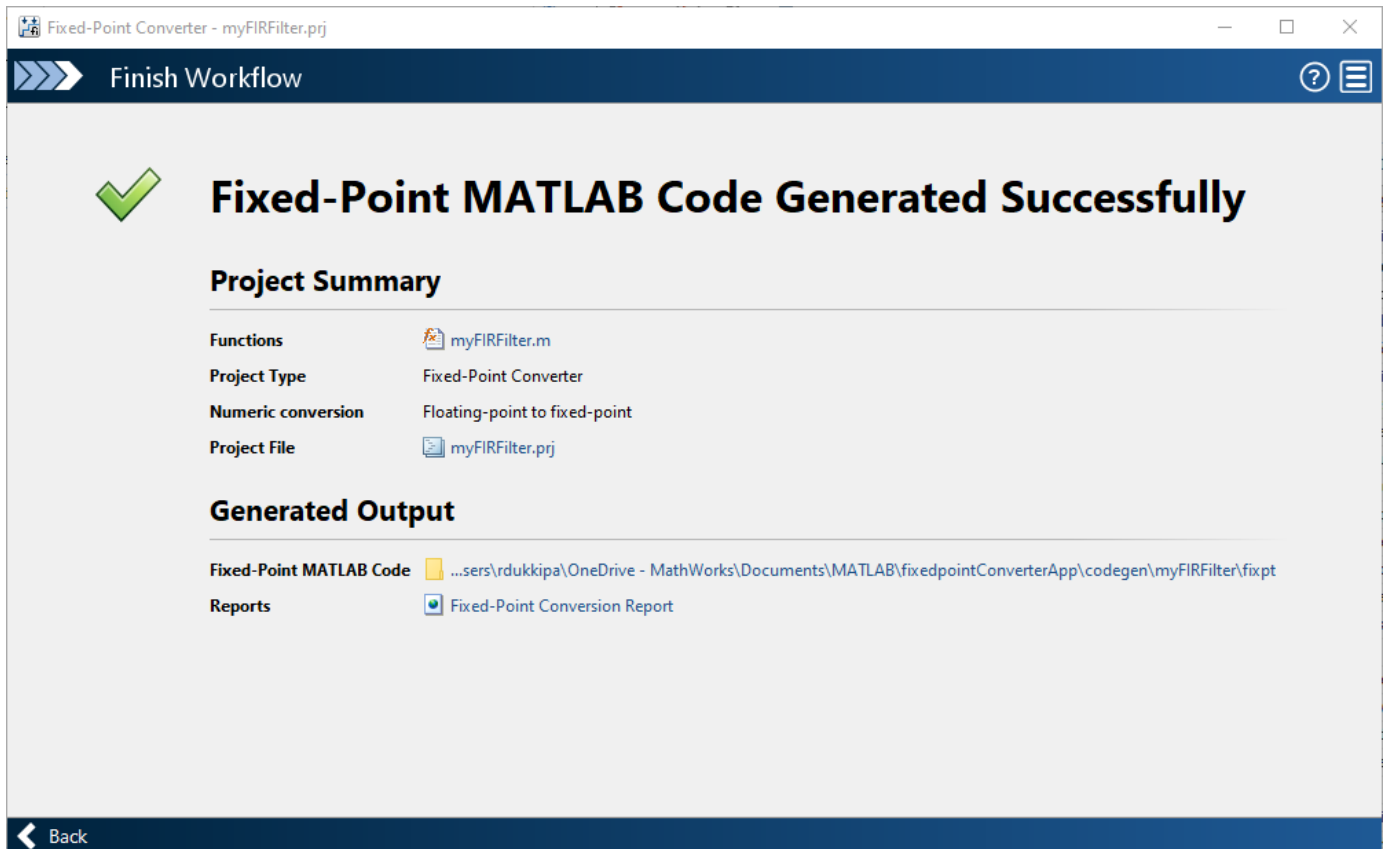 Fixed-Point Converter - myFIRFilter.prj
Finish Workflow
Fixed-Point MATLAB Code Generated Successfully
Project Summary
Functions myFIRFilter.m
Project Type Fixed-Point Converter
Numeric conversion Floating-point to fixed-point
Project File myFIRFilter.prj
Generated Output
Fixed-Point MATLAB Code ...sers\rdukkipa\OneDrive - MathWorks\Documents\MATLAB\fixedpointConverterApp\codegen\myFIRFilter\fixpt
Reports Fixed-Point Conversion Report
Back